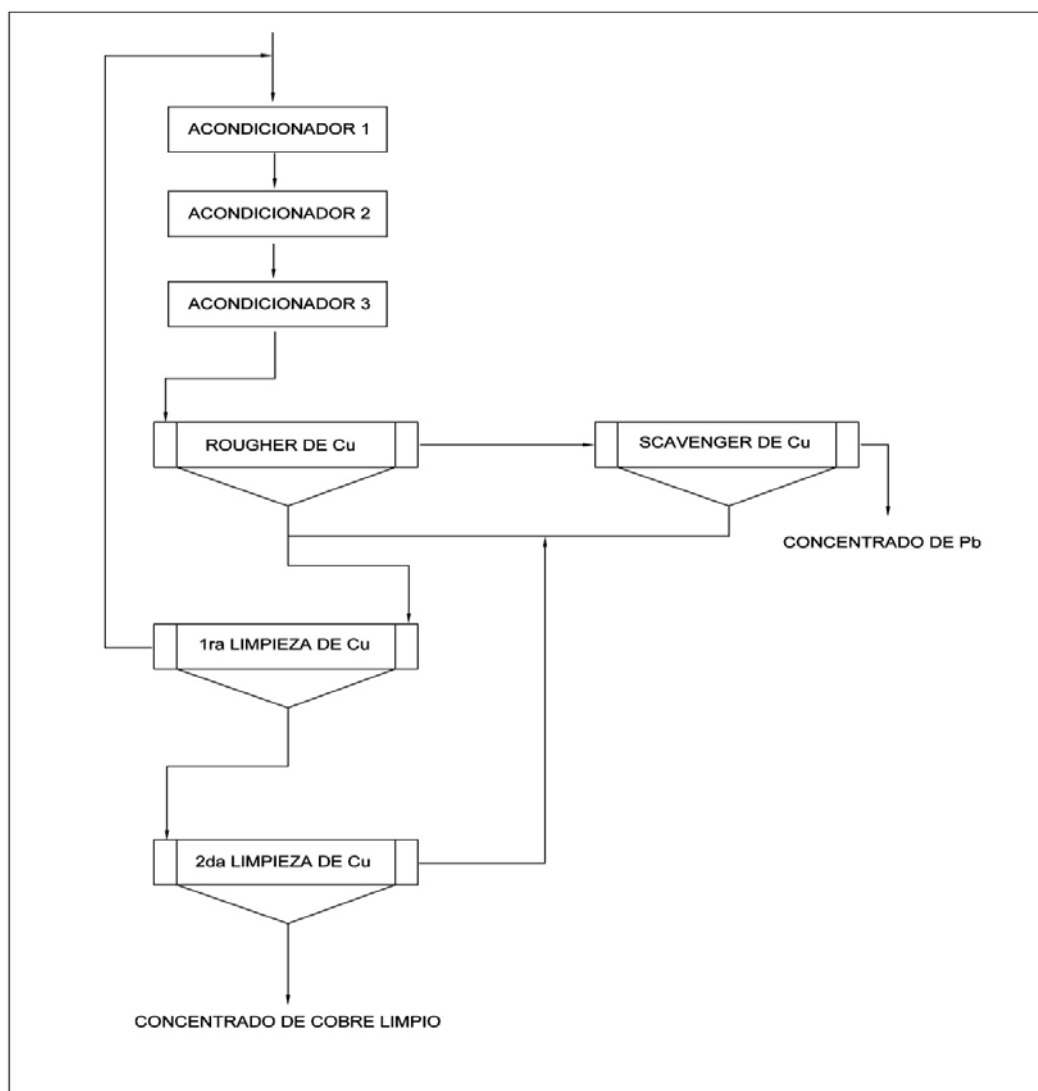 ACONDICIONADOR 1
ACONDICIONADOR 2
ACONDICIONADOR 3
ROUGHER DE Cu
SCAVENGER DE Cu
CONCENTRADO DE Pb
1ra LIMPIEZA DE Cu
2da LIMPIEZA DE Cu
CONCENTRADO DE COBRE LIMPIO